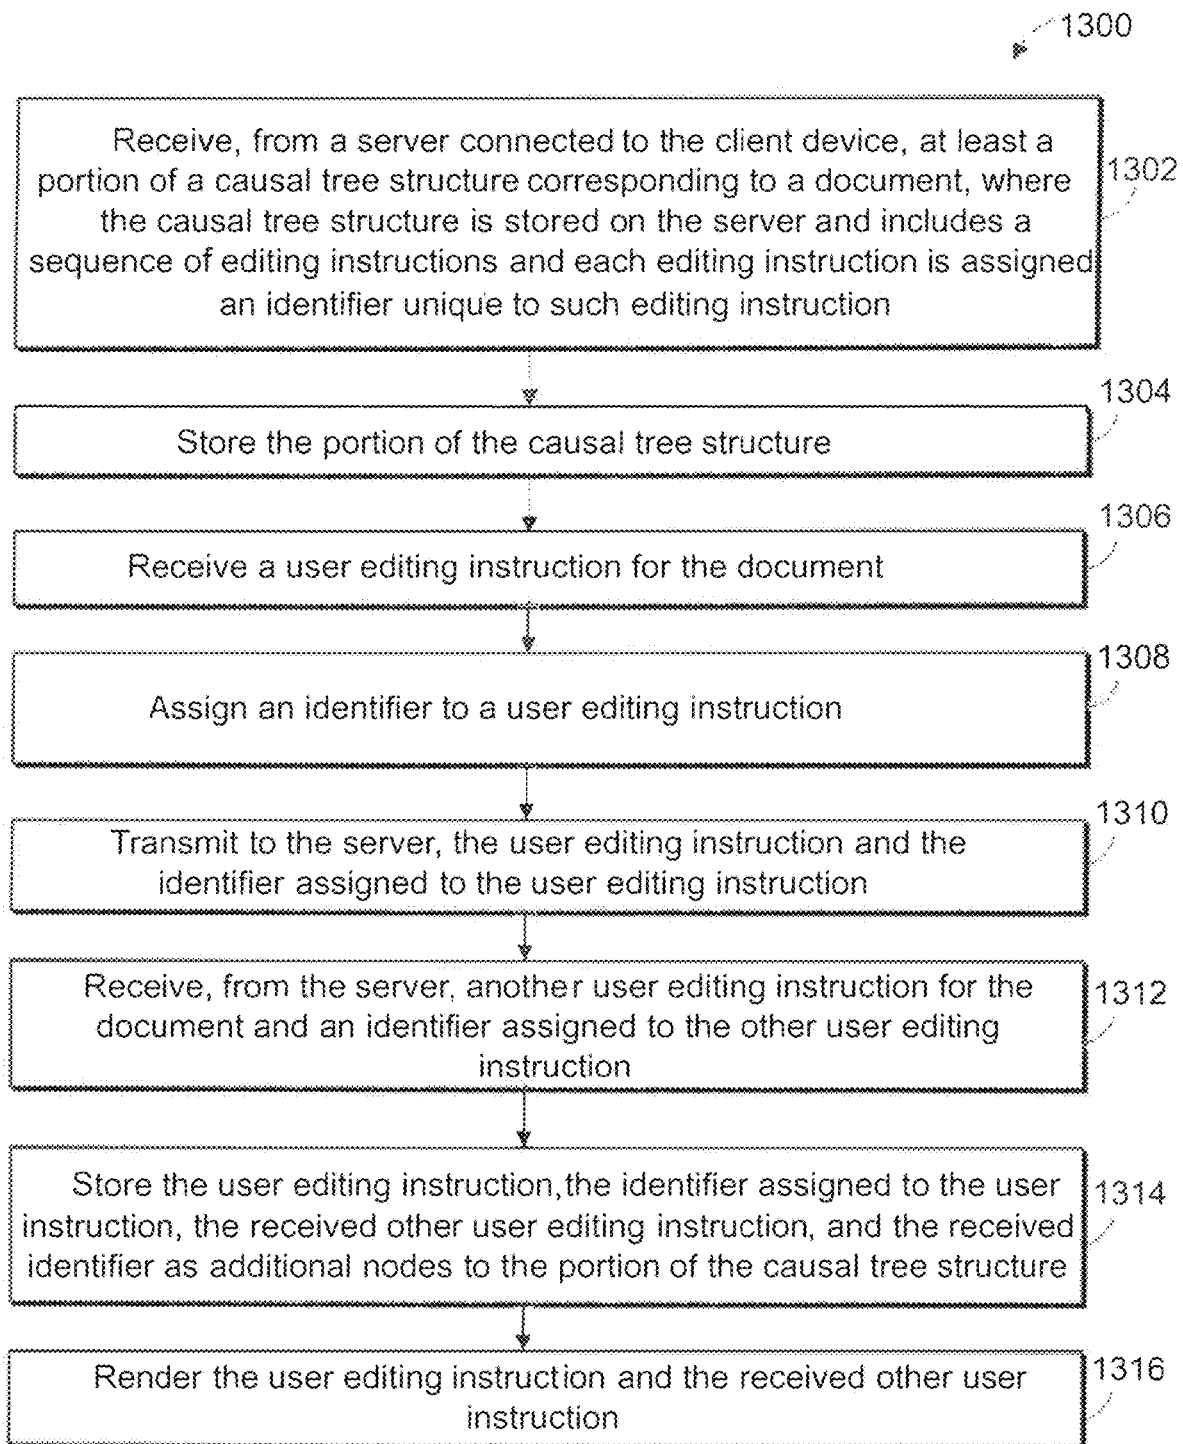 1300
Receive, from a server connected to the client device, at least a
portion of a causal tree structure corresponding to a document, where
the causal tree structure is stored on the server and includes a
sequence of editing instructions and each editing instruction is assigned
an identifier unique to such editing instruction
1302
1304
Store the portion of the causal tree structure
1306
Receive a user editing instruction for the document
1308
Assign an identifier to a user editing instruction
1310
Transmit to the server, the user editing instruction and the
identifier assigned to the user editing instruction
Receive, from the server, another user editing instruction for the
document and an identifier assigned to the other user editing
instruction
1312
Store the user editing instruction, the identifier assigned to the user
instruction, the received other user editing instruction, and the received
identifier as additional nodes to the portion of the causal tree structure
1314
Render the user editing instruction and the received other user
instruction
1316